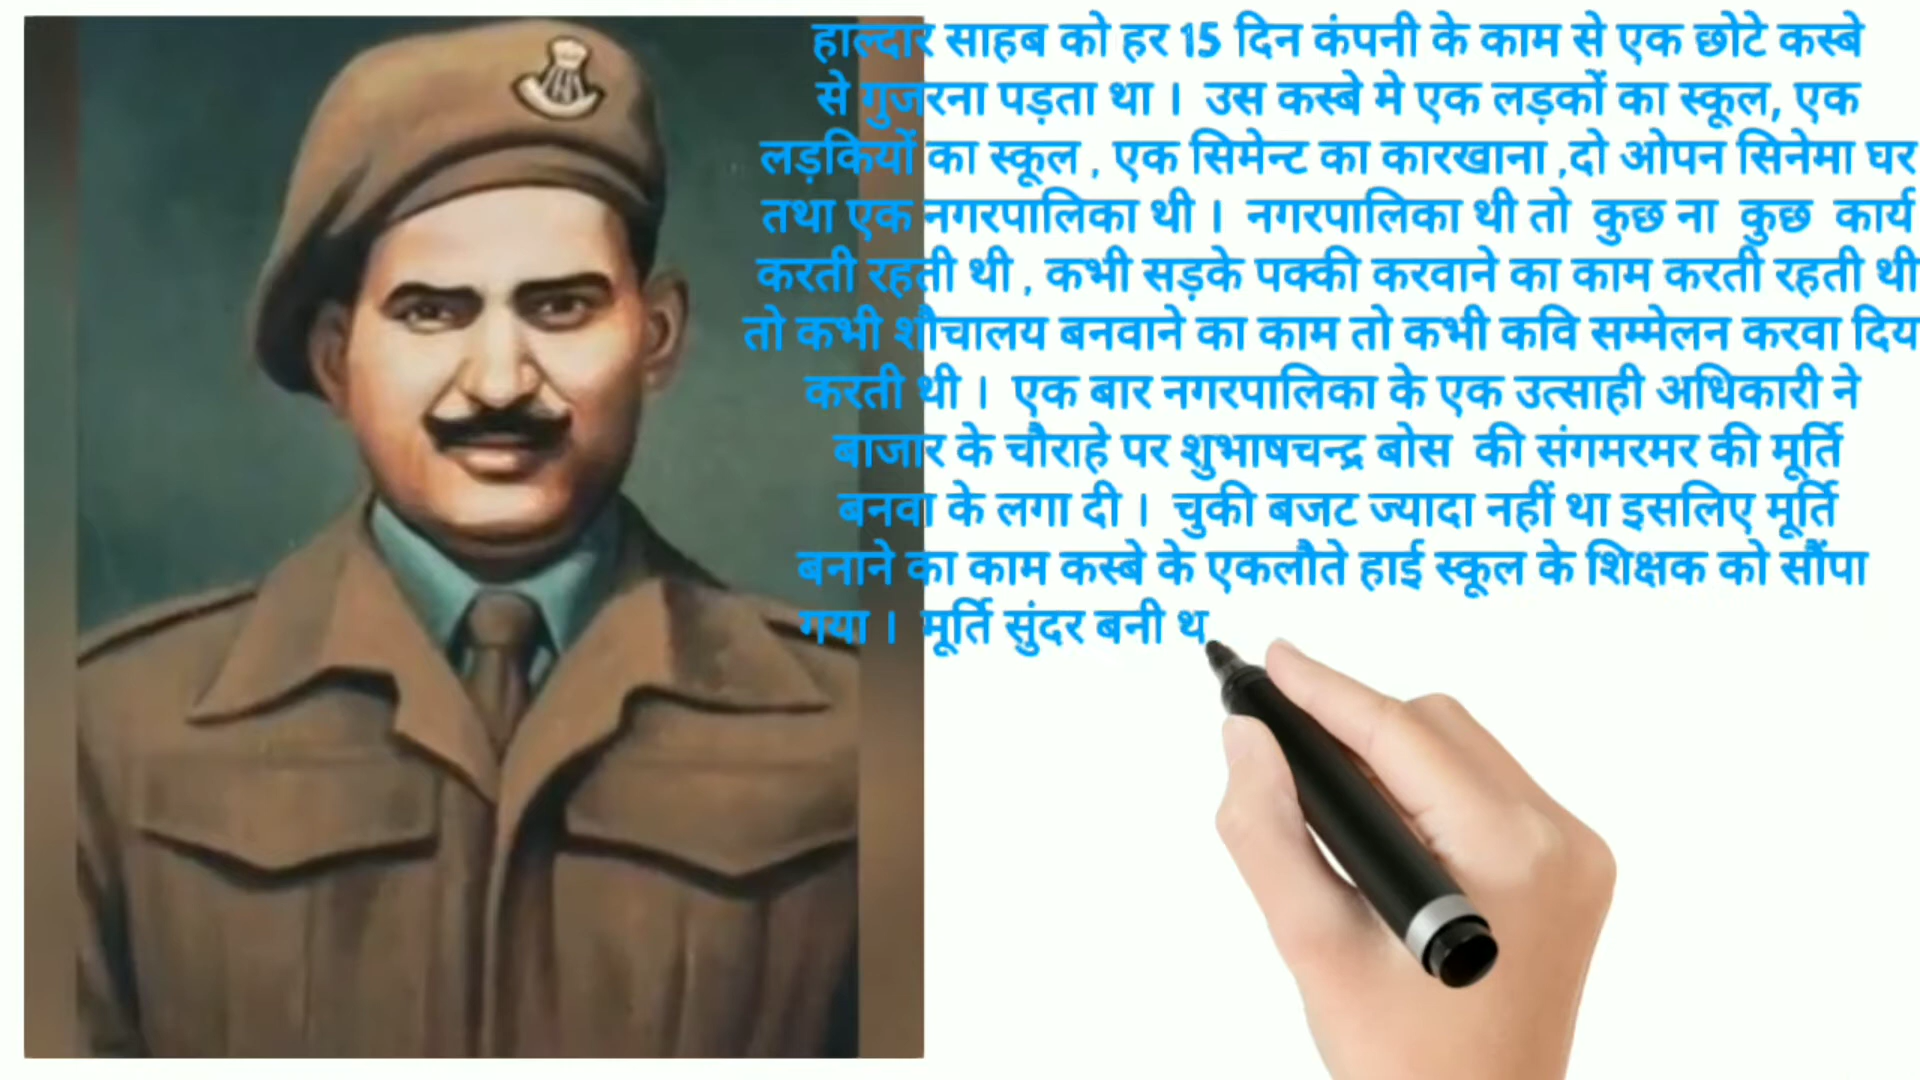 हाल्दार साहब को हर 15 दिन कंपनी के काम से एक छोटे कस्बे
से गुजरना पड़ता था । उस कस्बे मे एक लड़कों का स्कूल, एक
लड़कियों का स्कूल , एक सिमेन्ट का कारखाना ,दो ओपन सिनेमा घर
तथा एक नगरपालिका थी । नगरपालिका थी तो कुछ ना कुछ कार्य
करती रहती थी , कभी सड़के पक्की करवाने का काम करती रहती थी
तो कभी शौचालय बनवाने का काम तो कभी कवि सम्मेलन करवा दिय
करती थी । एक बार नगरपालिका के एक उत्साही अधिकारी ने
बाजार के चौराहे पर शुभाषचन्द्र बोस की संगमरमर की मूर्ति
बनवा के लगा दी । चुकी बजट ज्यादा नहीं था इसलिए मूर्ति
बनाने का काम कस्बे के एकलौते हाई स्कूल के शिक्षक को सौंपा
गया । मूर्ति सुंदर बनी थ